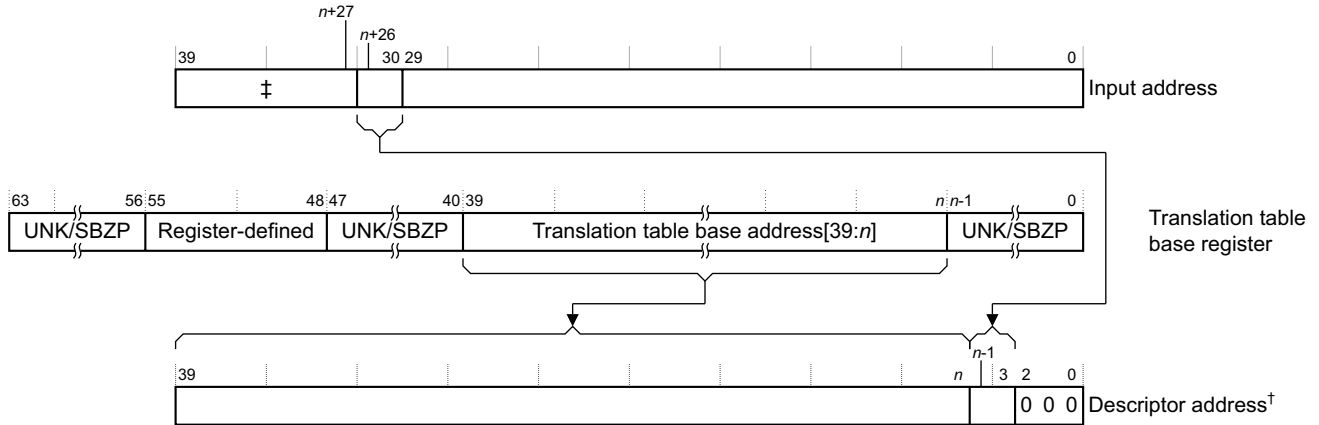 n+27
n+26
39 30 29 0
‡ Input address
63 56 55 48 47 40 39 n n-1 0
UNK/SBZP Register-defined UNK/SBZP Translation table base address[39:n] UNK/SBZP
Translation table
base register
n-1
39 n 3 2 0
0 0 0 Descriptor address†